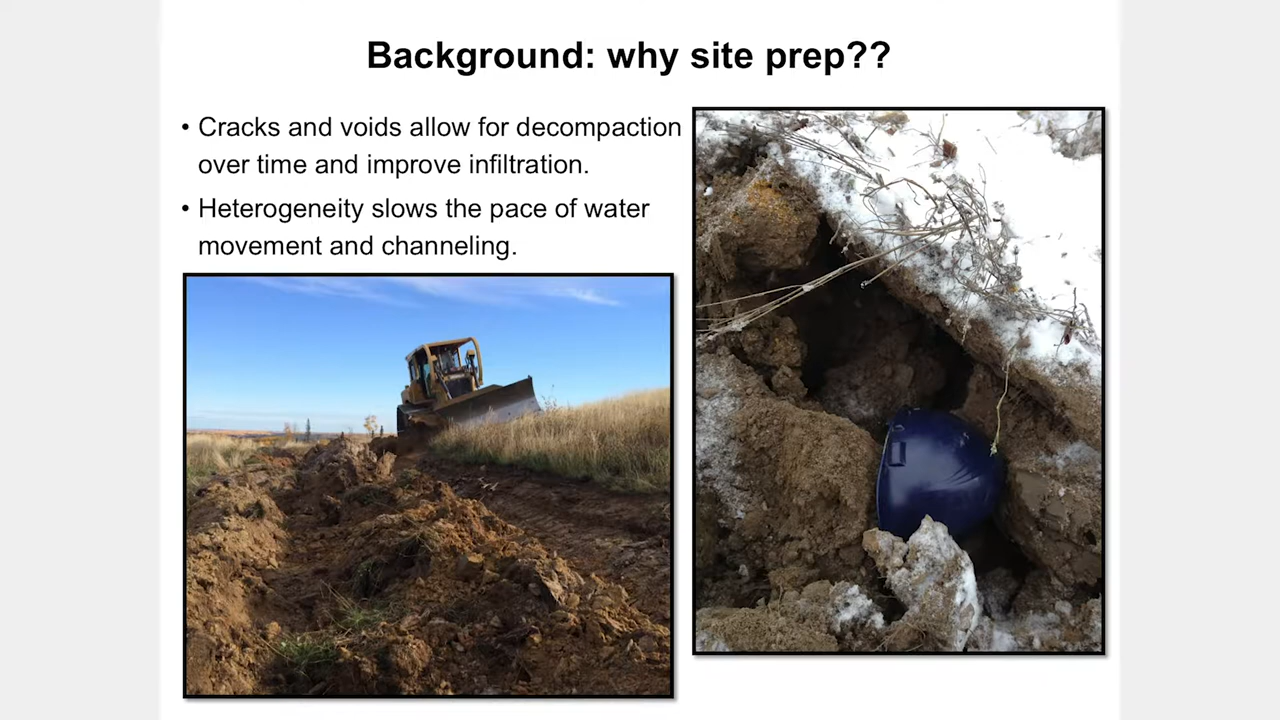 Background: why site prep??
• Cracks and voids allow for decompaction
over time and improve infiltration.
• Heterogeneity slows the pace of water
movement and channeling.